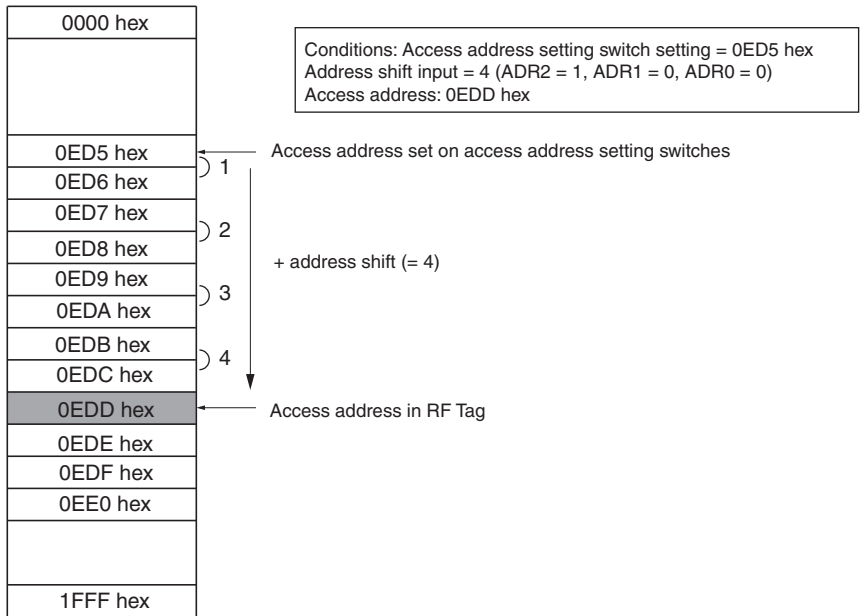 0000 hex
Conditions: Access address setting switch setting = 0ED5 hex
Address shift input = 4 (ADR2 = 1, ADR1 = 0, ADR0 = 0)
Access address: 0EDD hex
0ED5 hex
Access address set on access address setting switches
1
0ED6 hex
0ED7 hex
2
0ED8 hex
+ address shift (= 4)
0ED9 hex
3
0EDA hex
0EDB hex
4
0EDC hex
0EDD hex
Access address in RF Tag
0EDE hex
0EDF hex
0EE0 hex
1FFF hex